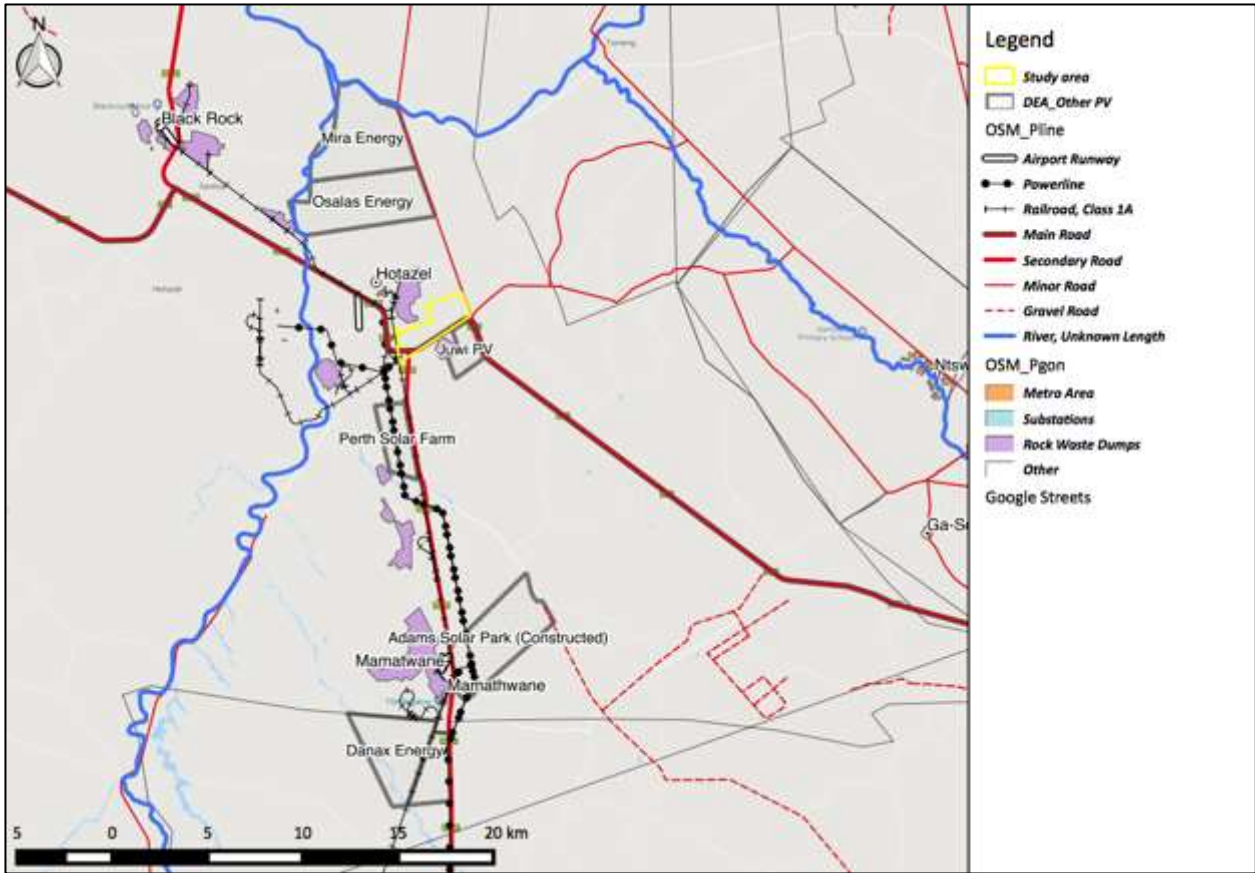 N
Black Rock
Mira Energy
Osalas Energy
Hotazel
Juwi PV
Perth Solar Farm
Adams Solar Park (Constructed)
Mamatwane
Mamathwane
Danax Energy
Ntsw
Ga-Se
5 0 5 10 15 20 km
Legend
Study area
DEA_Other PV
OSM_Pline
Airport Runway
Powerline
Railroad, Class 1A
Main Road
Secondary Road
Minor Road
Gravel Road
River, Unknown Length
OSM_Pgon
Metro Area
Substations
Rock Waste Dumps
Other
Google Streets